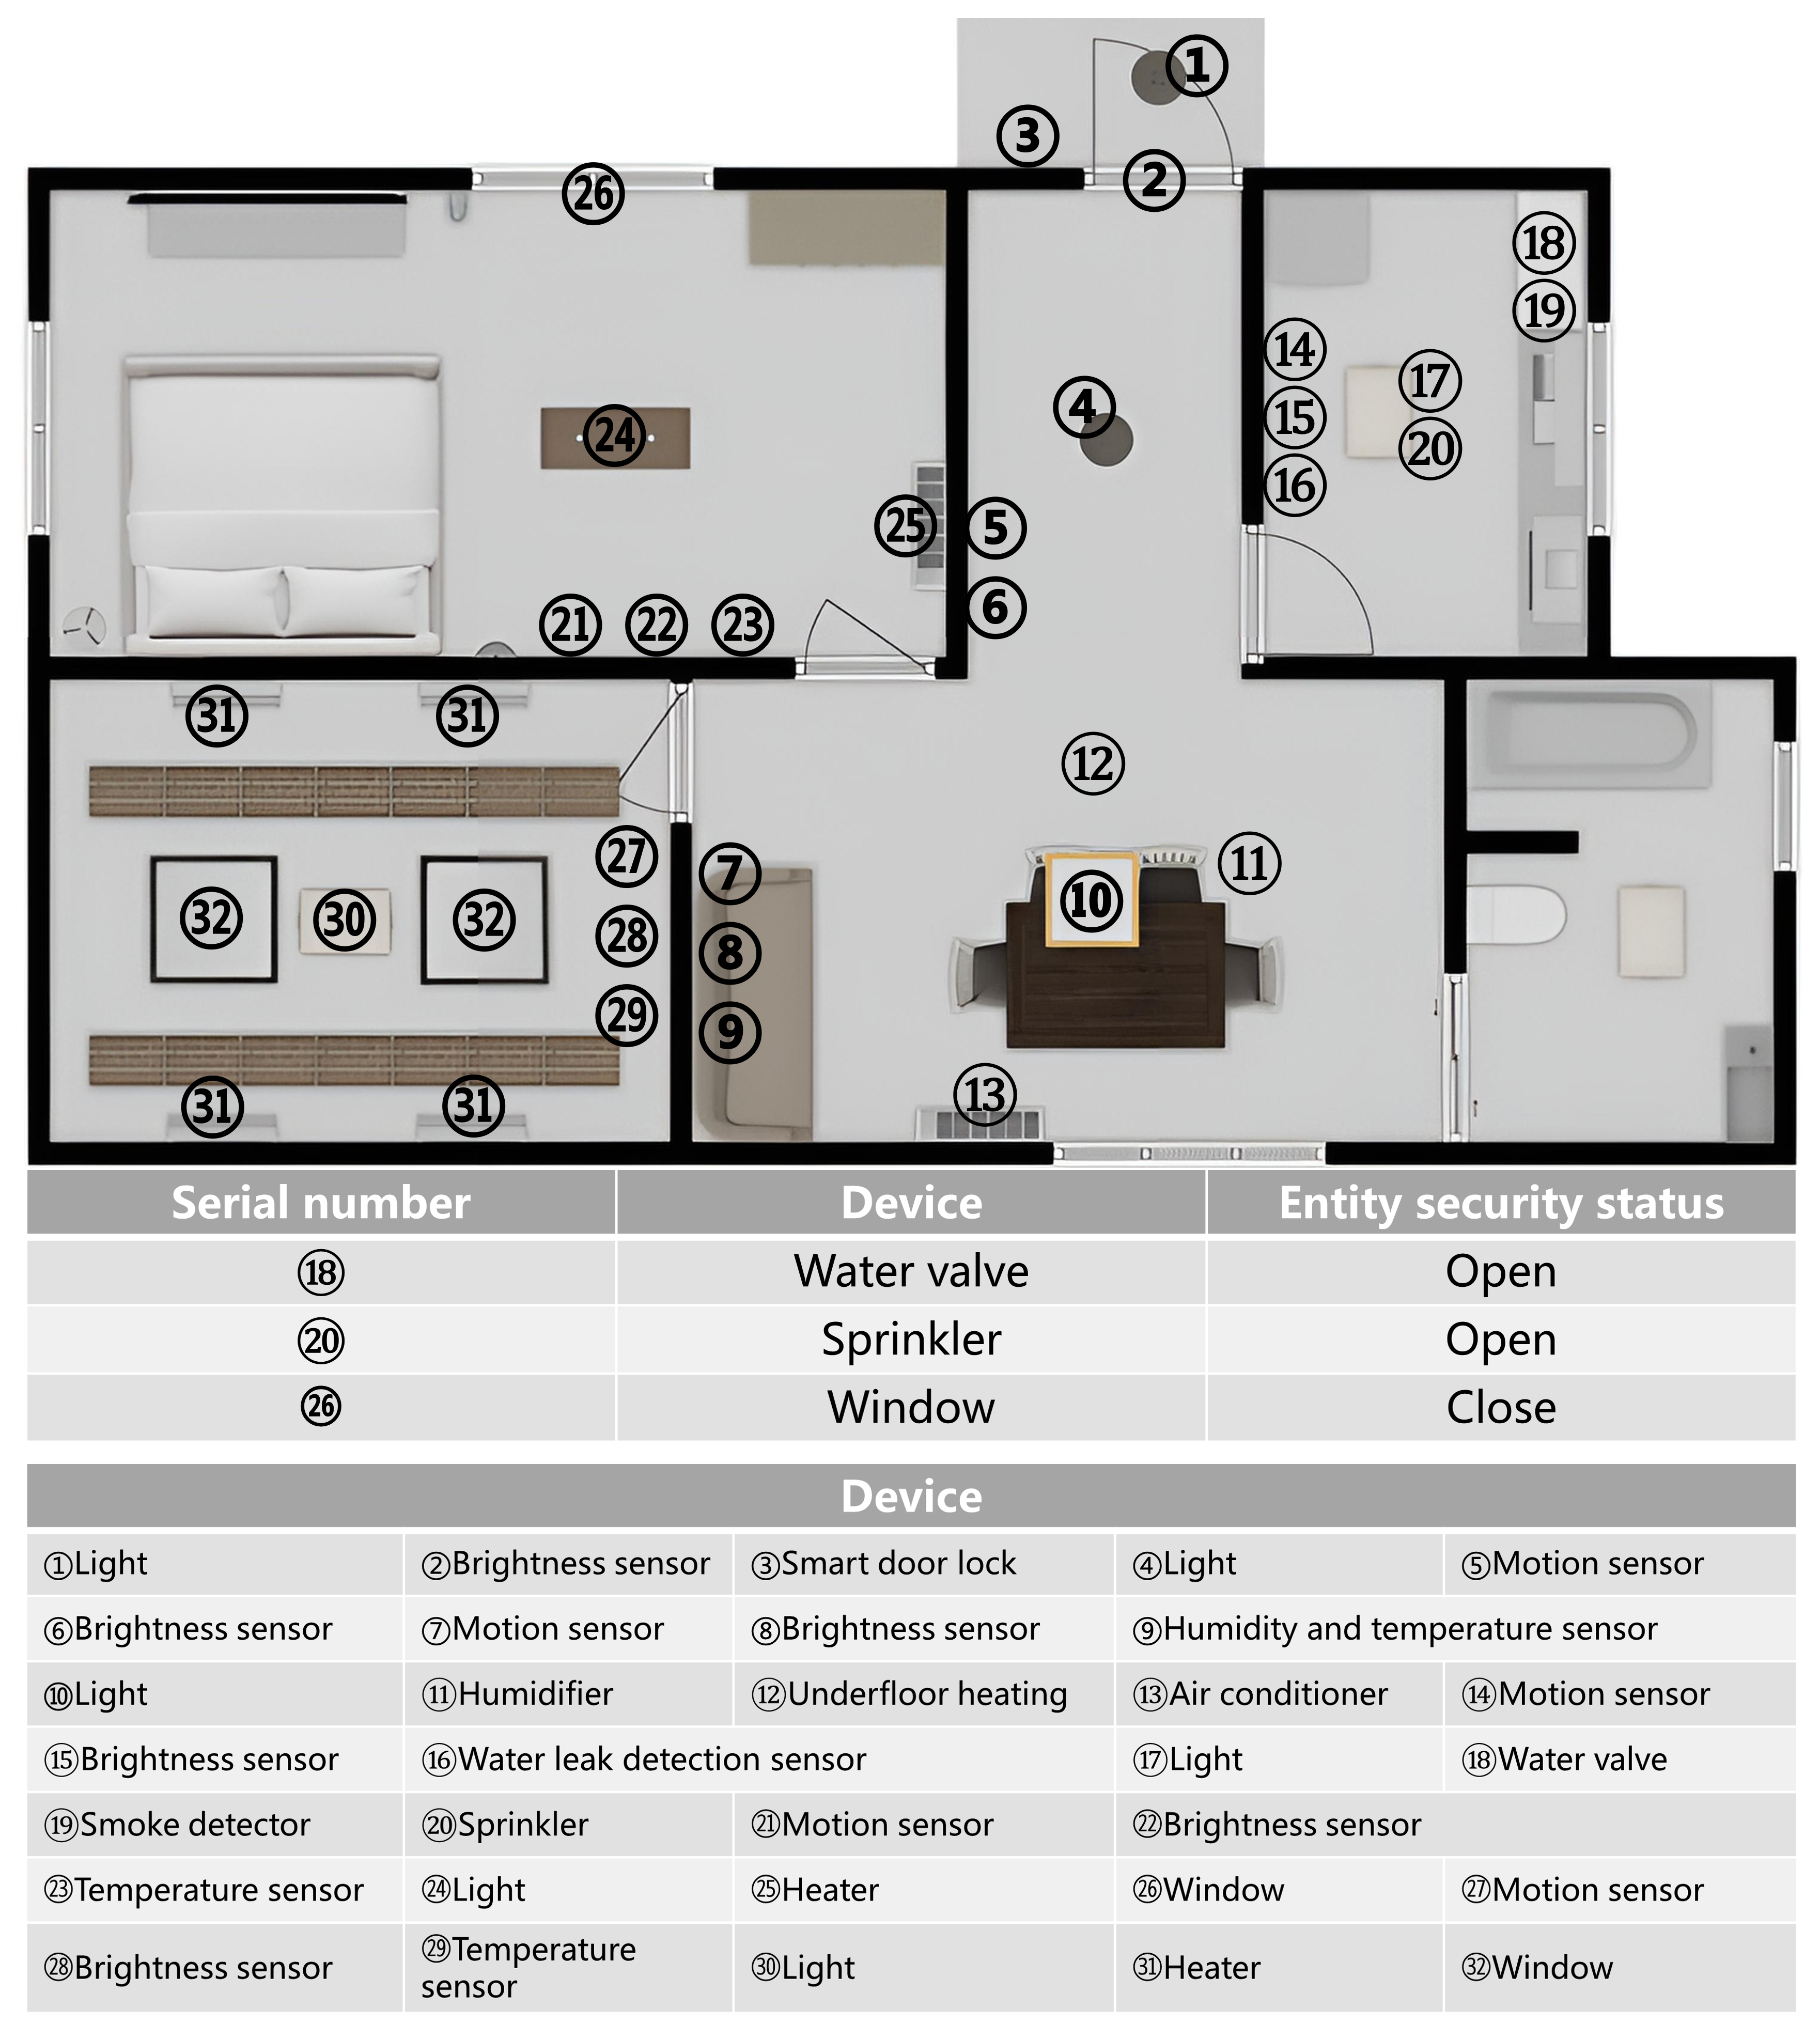 ①
③
②
26
18
19
14
17
④
15
24
20
16
25
⑤
⑥
21 22 23
31 31
12
27 ⑦ 11
32 30 32 28 ⑧ 10
29 ⑨
31 31 13
Serial number Device Entity security status
⑱ Water valve Open
⑳ Sprinkler Open
㉖ Window Close
Device
①Light ②Brightness sensor ③Smart door lock ④Light ⑤Motion sensor
⑥Brightness sensor ⑦Motion sensor ⑧Brightness sensor ⑨Humidity and temperature sensor
⑩Light ⑪Humidifier ⑫Underfloor heating ⑬Air conditioner ⑭Motion sensor
⑮Brightness sensor ⑯Water leak detection sensor ⑰Light ⑱Water valve
⑲Smoke detector ⑳Sprinkler ㉑Motion sensor ㉒Brightness sensor
㉓Temperature sensor ㉔Light ㉕Heater ㉖Window ㉗Motion sensor
㉘Brightness sensor ㉙Temperature sensor ㉚Light ㉛Heater ㉜Window